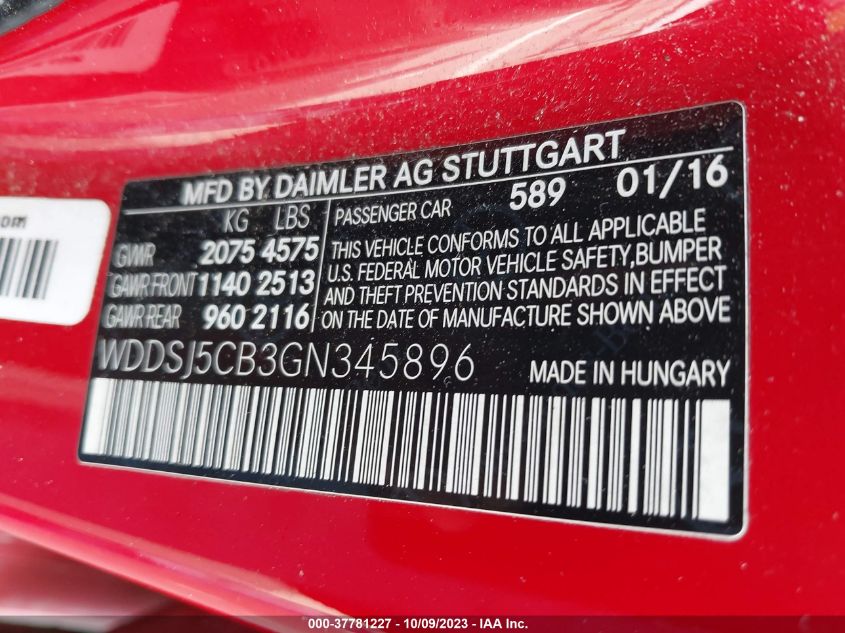 MFD BY DAIMLER AG STUTTGART
KG LBS
GWR 2075 4575
GAWR FRONT 1140 2513
GAWR REAR 960 2116
PASSENGER CAR 589 01/16
THIS VEHICLE CONFORMS TO ALL APPLICABLE
U.S. FEDERAL MOTOR VEHICLE SAFETY, BUMPER
AND THEFT PREVENTION STANDARDS IN EFFECT
ON THE DATE OF MANUFACTURE SHOWN ABOVE
WDDSJ5CB3GN345896 MADE IN HUNGARY
000-37781227 - 10/09/2023 - IAA Inc.